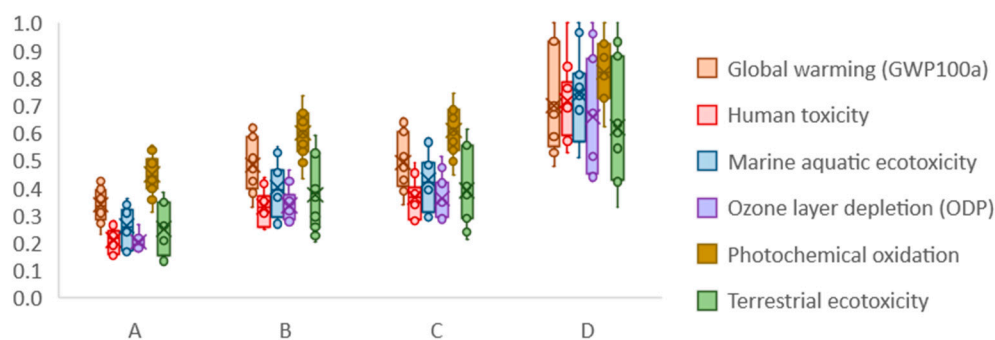 1.0
0.9
0.8
0.7
0.6
0.5
0.4
0.3
0.2
0.1
0.0
A B C D
Global warming (GWP100a)
Human toxicity
Marine aquatic ecotoxicity
Ozone layer depletion (ODP)
Photochemical oxidation
Terrestrial ecotoxicity